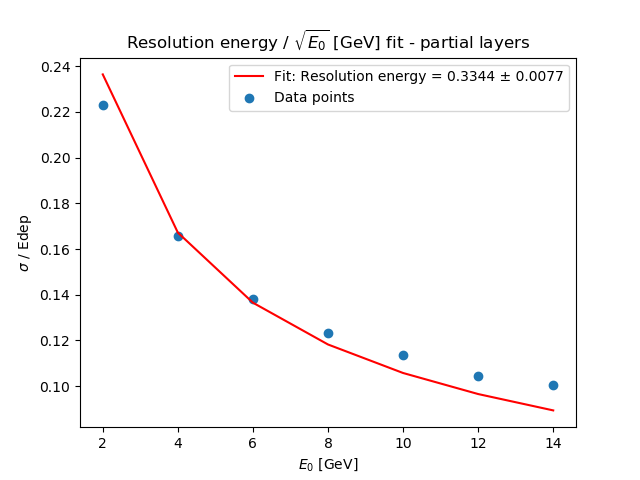 Resolution energy / √E₀ [GeV] fit - partial layers
Fit: Resolution energy = 0.3344 ± 0.0077
Data points
σ / Edep
0.24
0.22
0.20
0.18
0.16
0.14
0.12
0.10
2 4 6 8 10 12 14
E₀ [GeV]